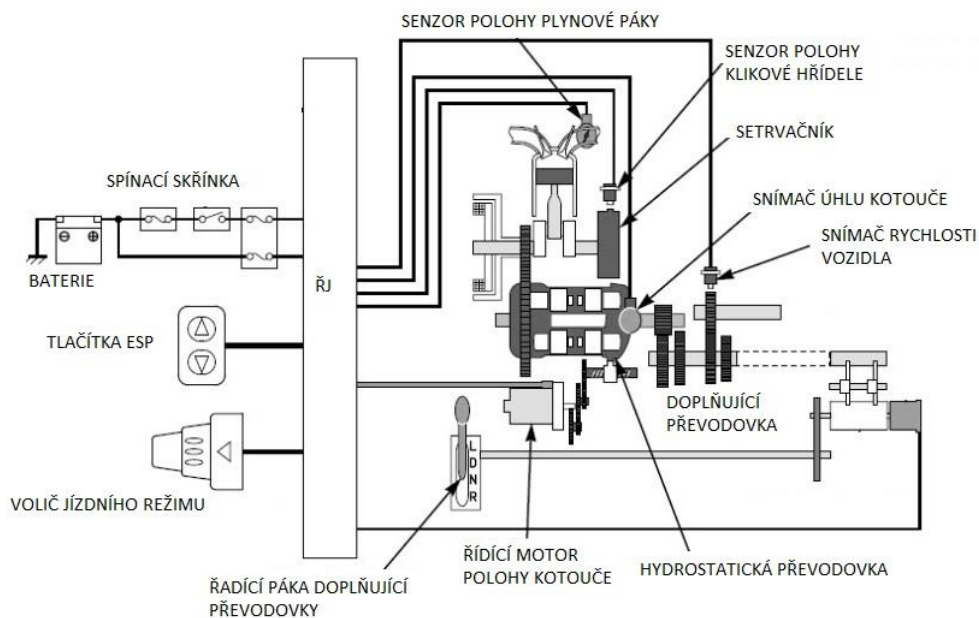 SENZOR POLOHY PLYNOVÉ PÁKY
SENZOR POLOHY
KLIKOVÉ HŘÍDELE
SETRVAČNÍK
SPÍNACÍ SKŘÍNKA
SNÍMAČ ÚHLU KOTOUČE
SNÍMAČ RYCHLOSTI
VOZIDLA
BATERIE
ŘJ
TLAČÍTKA ESP
DOPLŇUJÍCÍ
PŘEVODOVKA
L
D
N
R
VOLIČ JÍZDNÍHO REŽIMU
ŘÍDÍCÍ MOTOR
POLOHY KOTOUČE
HYDROSTATICKÁ PŘEVODOVKA
ŘADÍCÍ PÁKA DOPLŇUJÍCÍ
PŘEVODOVKY